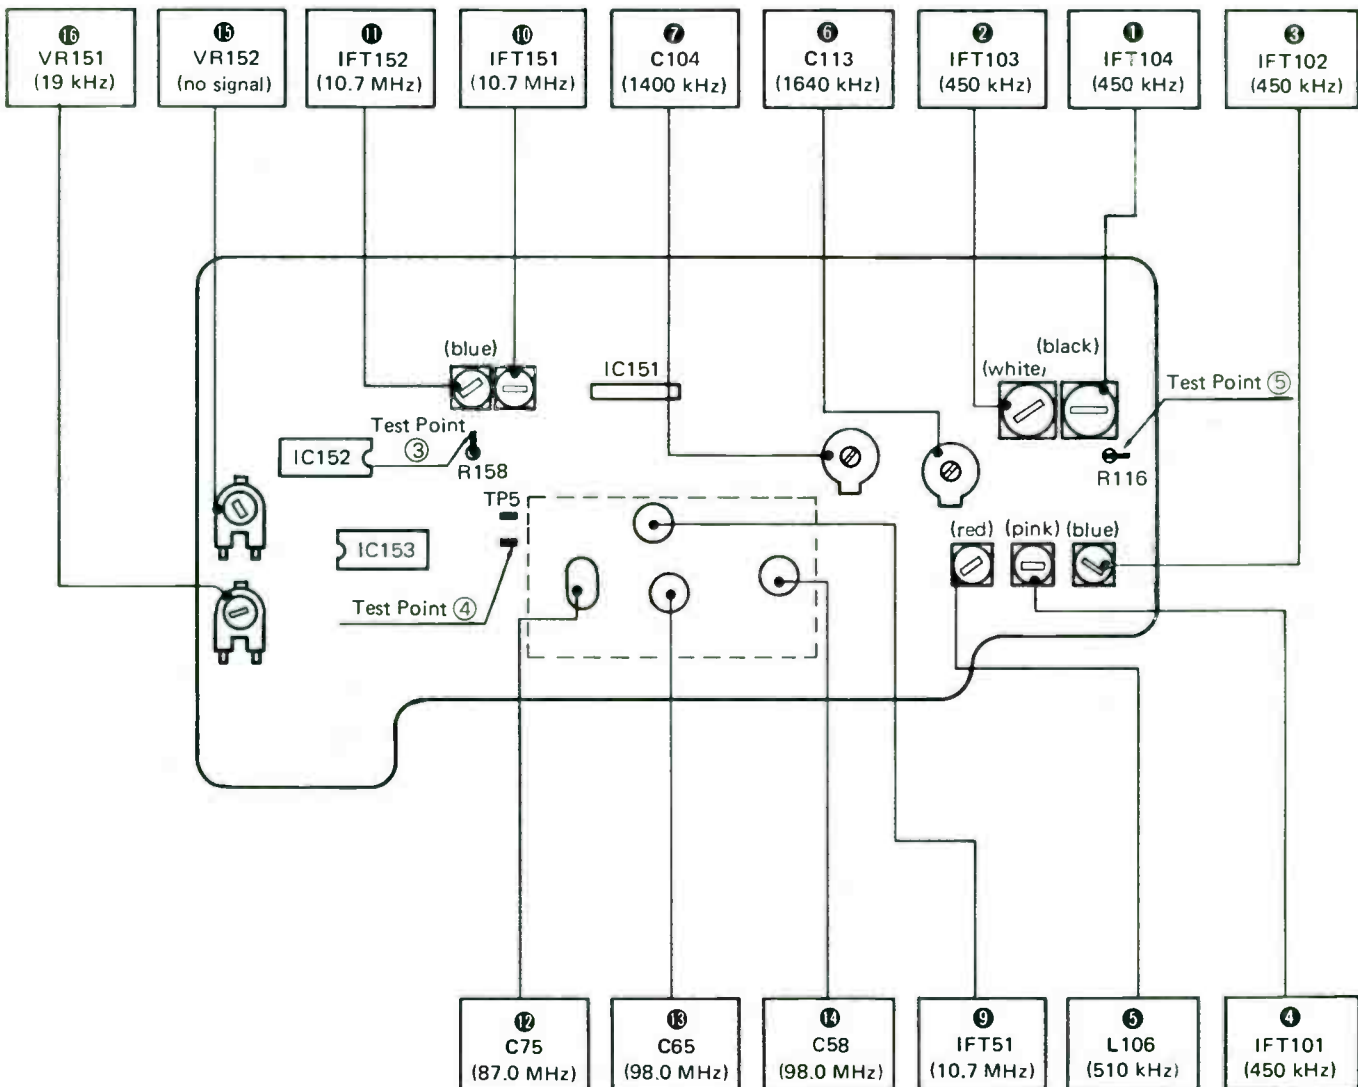 ⓰
VR151
(19 kHz)
⓯
VR152
(no signal)
⓫
IFT152
(10.7 MHz)
❿
IFT151
(10.7 MHz)
❼
C104
(1400 kHz)
❻
C113
(1640 kHz)
❷
IFT103
(450 kHz)
❶
IFT104
(450 kHz)
❸
IFT102
(450 kHz)
(blue)
IC151
(black)
(white)
Test Point ⑤
Test Point
③
IC152
R158
R116
TP5
IC153
(red)
(pink)
(blue)
Test Point ④
⓬
C75
(87.0 MHz)
⓭
C65
(98.0 MHz)
⓮
C58
(98.0 MHz)
❾
IFT51
(10.7 MHz)
❺
L106
(510 kHz)
❹
IFT101
(450 kHz)